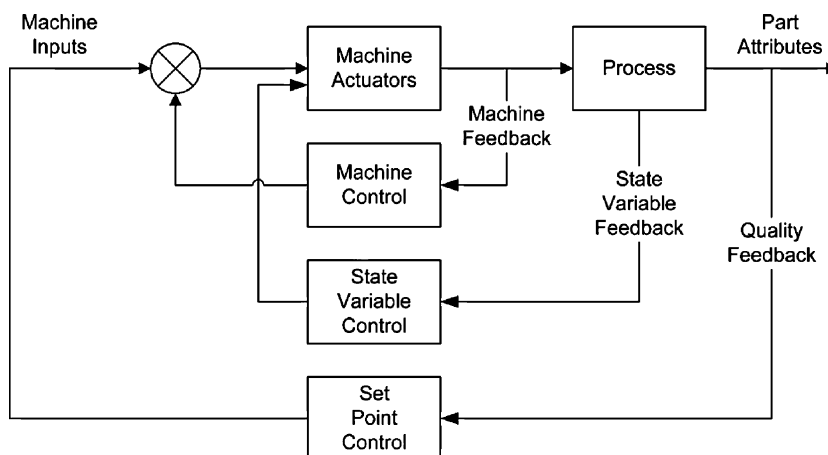 Machine
Inputs
Part
Attributes
Machine
Actuators
Process
Machine
Feedback
Machine
Control
State
Variable
Feedback
Quality
Feedback
State
Variable
Control
Set
Point
Control